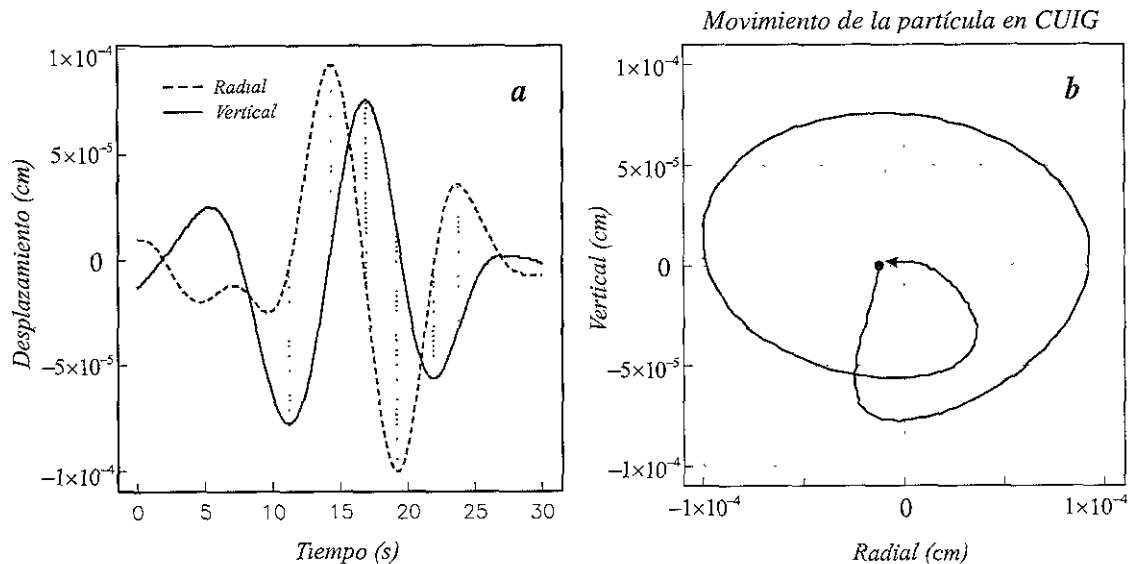 Movimiento de la partícula en CUIG
1×10⁻⁴
5×10⁻⁵
0
−5×10⁻⁵
−1×10⁻⁴
Desplazamiento (cm)
Radial
Vertical
a
0 5 10 15 20 25 30
Tiempo (s)
1×10⁻⁴
5×10⁻⁵
0
−5×10⁻⁵
−1×10⁻⁴
Vertical (cm)
b
−1×10⁻⁴ 0 1×10⁻⁴
Radial (cm)